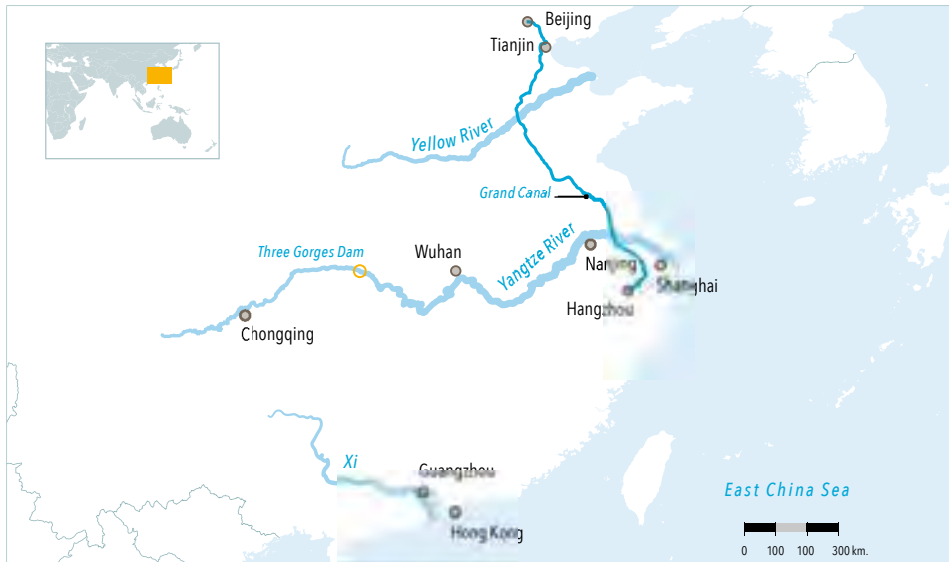 Beijing
Tianjin
Yellow River
Grand Canal
Yangtze River
Three Gorges Dam
Wuhan
Nanjing
Shanghai
Hangzhou
Chongqing
Xi
Guangzhou
Hong Kong
East China Sea
0 100 100 300 km.